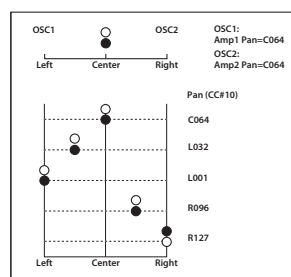 OSC1 OSC2 OSC1:
Amp1 Pan=C064
OSC2:
Amp2 Pan=C064
Left Center Right
Pan (CC#10)
C064
L032
L001
R096
R127
Left Center Right